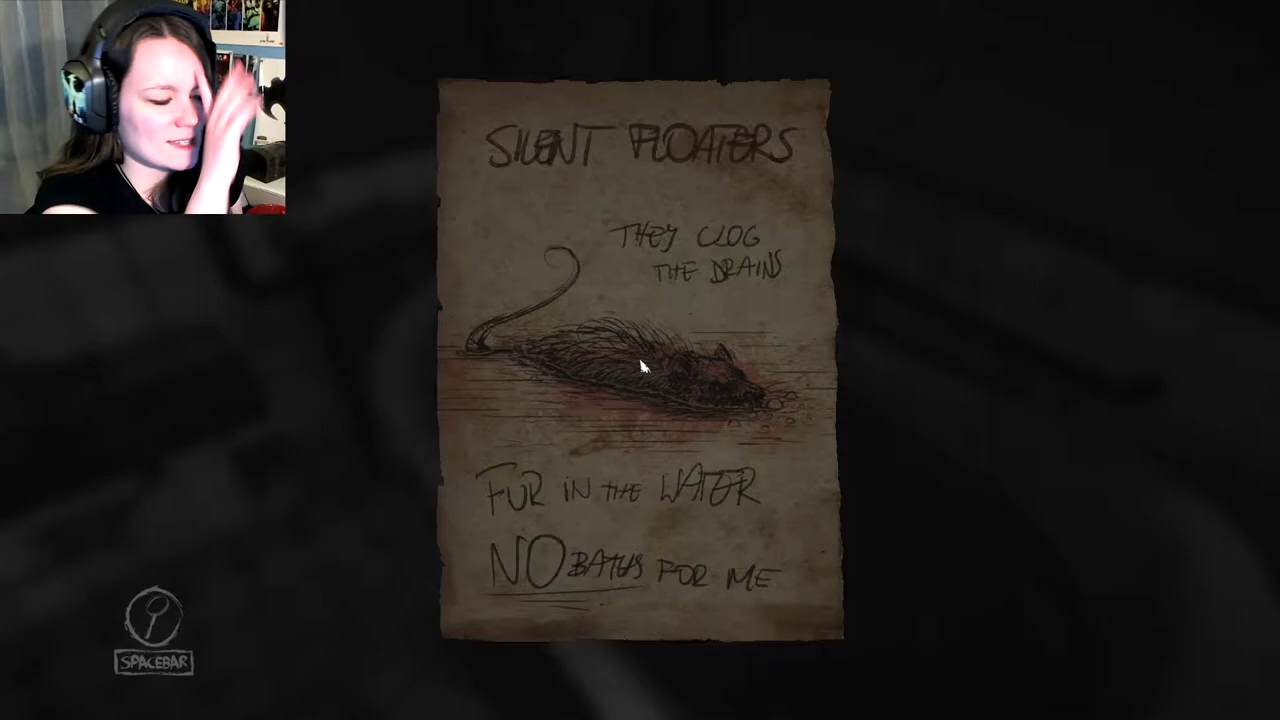 SILENT FLOATERS
THEY CLOG
THE DRAINS
FUR IN THE WATER
NO BATHS FOR ME
SPACEBAR